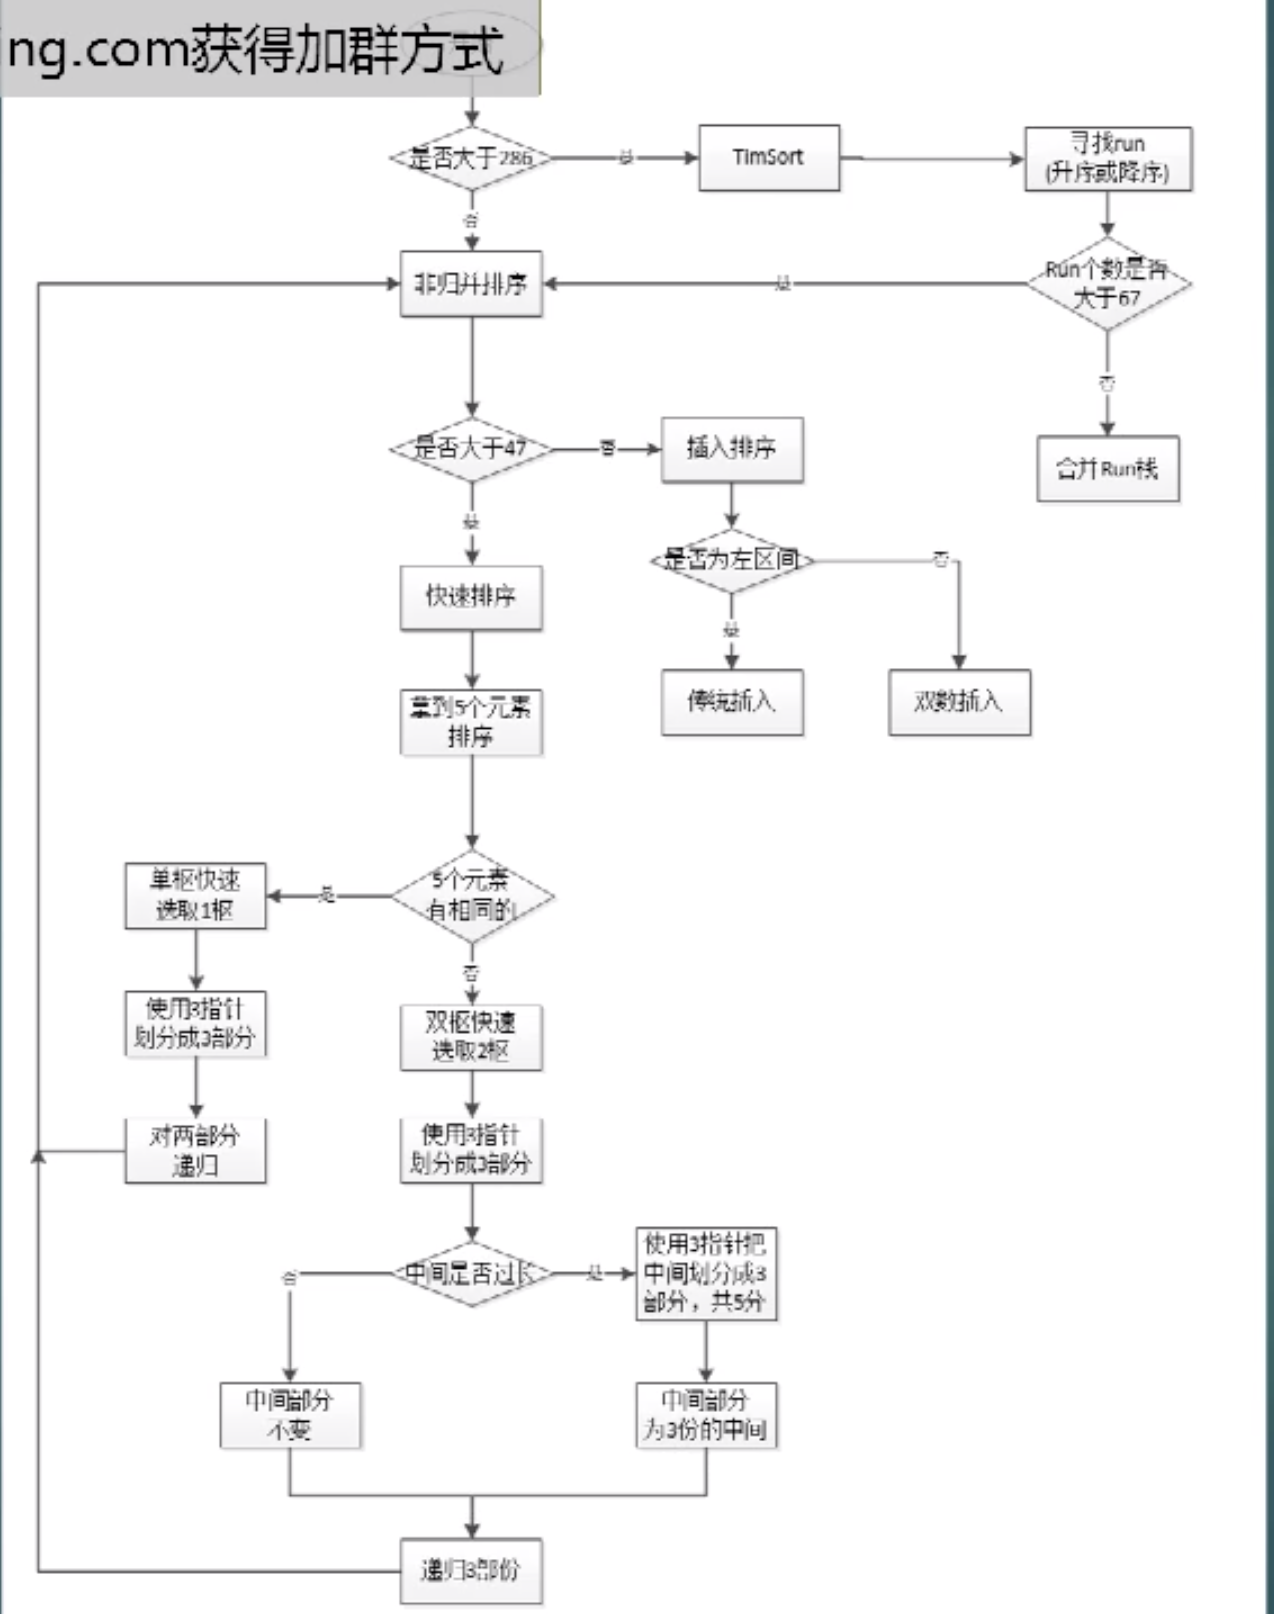 ng.com获得加群方式
是否大于286
是
TimSort
寻找run
(升序或降序)
否
非归并排序
是
Run个数是否
大于67
否
合并Run栈
是否大于47
否
插入排序
是
是否为左区间
否
快速排序
是
传统插入
双数插入
拿到5个元素
排序
5个元素
有相同的
是
单枢快速
选取1枢
否
使用3指针
划分成3部分
双枢快速
选取2枢
对两部分
递归
使用3指针
划分成3部分
中间是否过长
否
是
使用3指针把
中间划分成3
部分，共5分
中间部分
不变
中间部分
为3份的中间
递归3部份